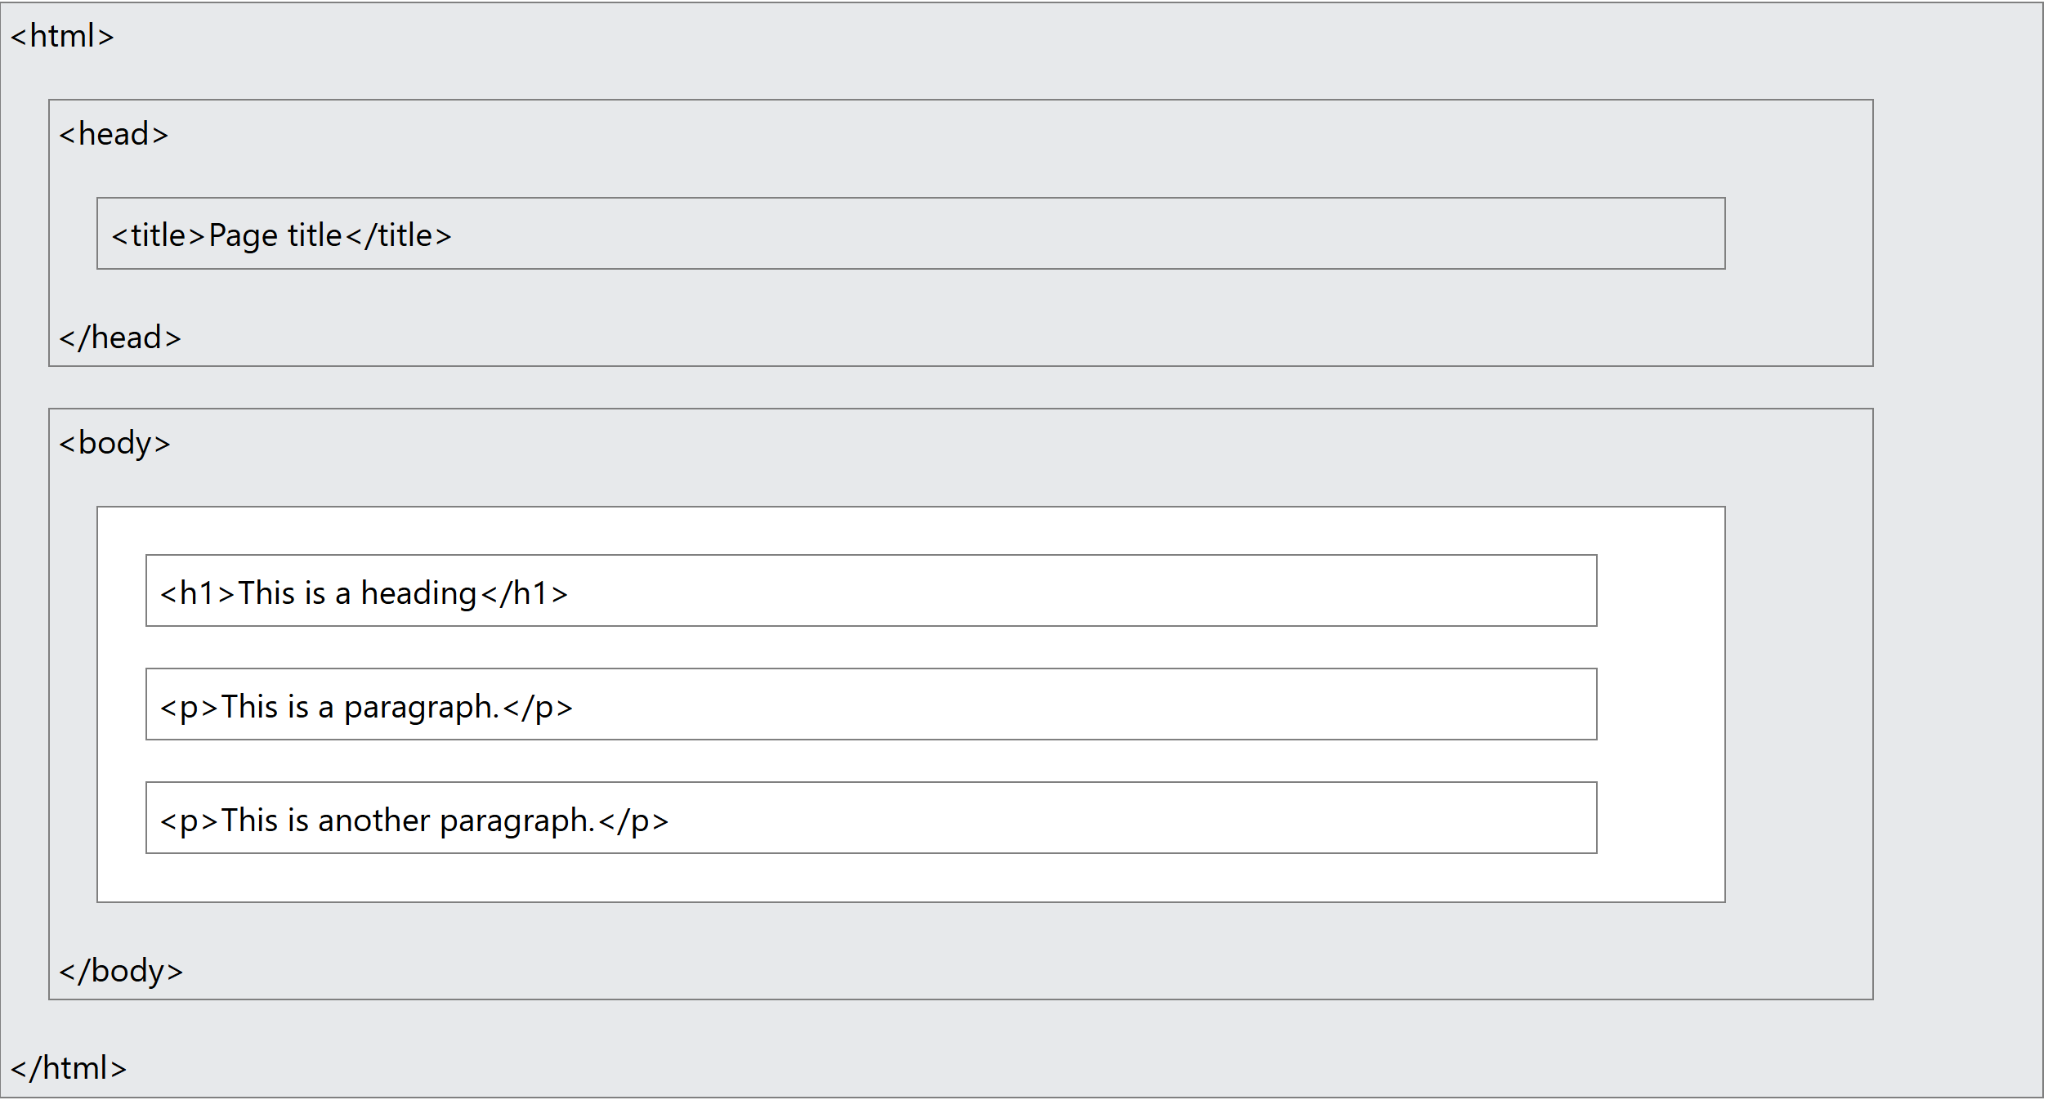 <html>
<head>
<title>Page title</title>
</head>
<body>
<h1>This is a heading</h1>
<p>This is a paragraph.</p>
<p>This is another paragraph.</p>
</body>
</html>